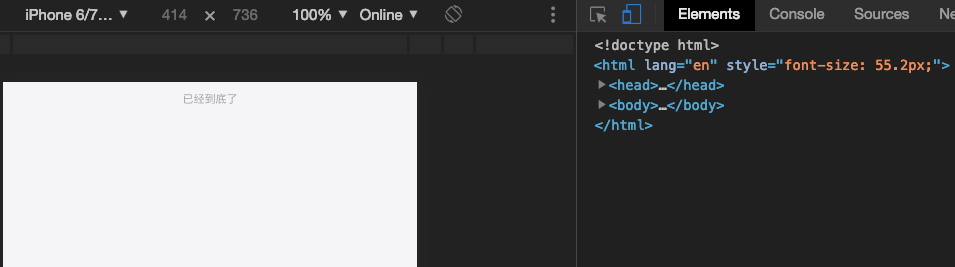 iPhone 6/7… ▼ 414 × 736 100% ▼ Online ▼
Elements Console Sources Ne
已经到底了
<!doctype html>
<html lang="en" style="font-size: 55.2px;">
▶ <head>…</head>
▶ <body>…</body>
</html>